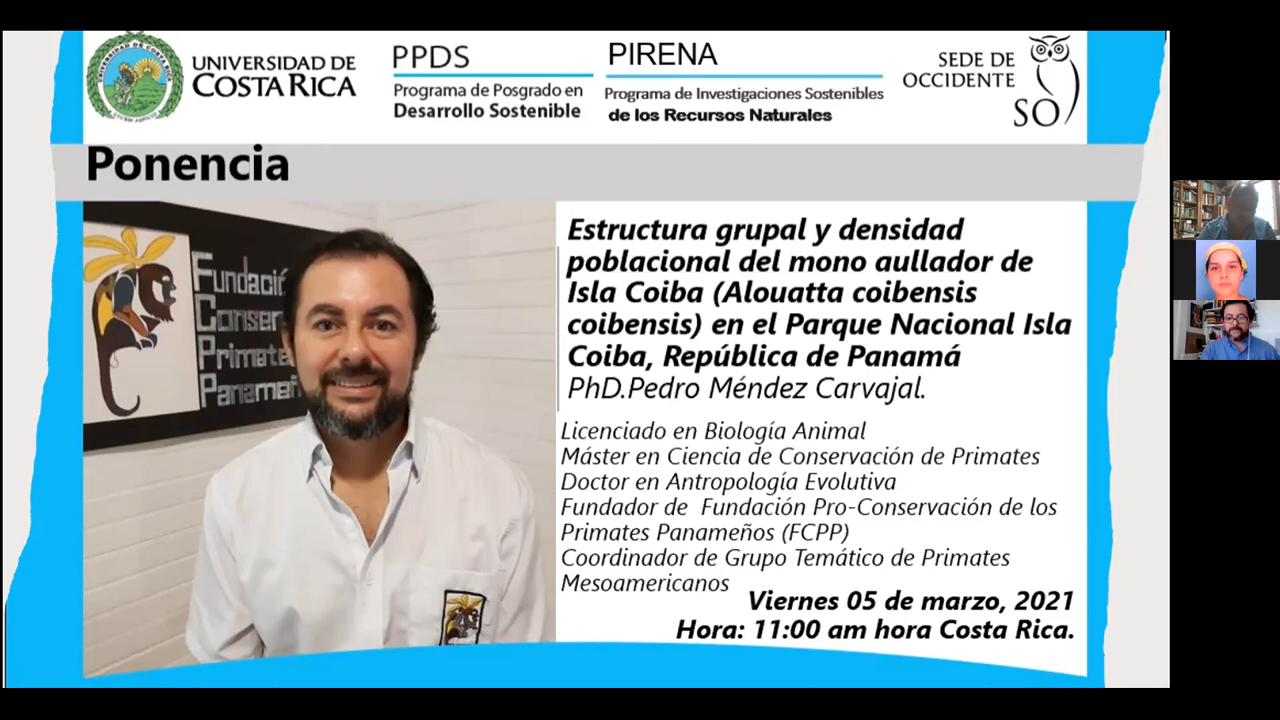 UNIVERSIDAD DE
COSTA RICA
PPDS
Programa de Posgrado en
Desarrollo Sostenible
PIRENA
Programa de Investigaciones Sostenibles
de los Recursos Naturales
SEDE DE
OCCIDENTE
SO
Ponencia
Fundació
Conser
Primate
Panameñ
Estructura grupal y densidad
poblacional del mono aullador de
Isla Coiba (Alouatta coibensis
coibensis) en el Parque Nacional Isla
Coiba, República de Panamá
PhD.Pedro Méndez Carvajal.
Licenciado en Biología Animal
Máster en Ciencia de Conservación de Primates
Doctor en Antropología Evolutiva
Fundador de Fundación Pro-Conservación de los
Primates Panameños (FCPP)
Coordinador de Grupo Temático de Primates
Mesoamericanos
Viernes 05 de marzo, 2021
Hora: 11:00 am hora Costa Rica.